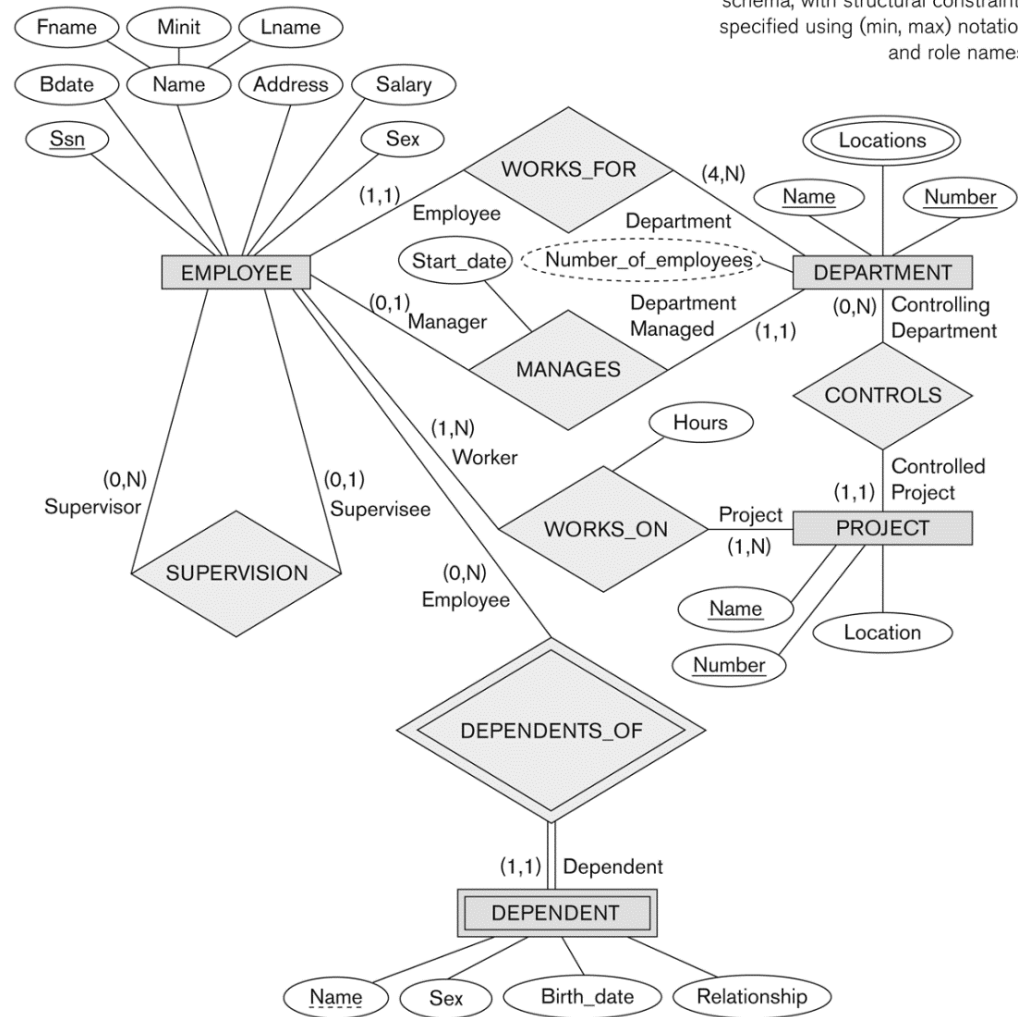 schema, with structural constraint
specified using (min, max) notation
and role names
Fname
Minit
Lname
Bdate
Name
Address
Salary
Ssn
Sex
WORKS_FOR
Locations
(1,1)
Employee
(4,N)
Department
Name
Number
Start_date
Number_of_employees
EMPLOYEE
DEPARTMENT
(0,1)
Manager
MANAGES
Department
Managed
(1,1)
(0,N)
Controlling
Department
CONTROLS
Hours
(1,N)
Worker
(0,N)
Supervisor
(0,1)
Supervisee
WORKS_ON
Project
(1,N)
Controlled
Project
(1,1)
PROJECT
SUPERVISION
(0,N)
Employee
Name
Location
Number
DEPENDENTS_OF
(1,1)
Dependent
DEPENDENT
Name
Sex
Birth_date
Relationship